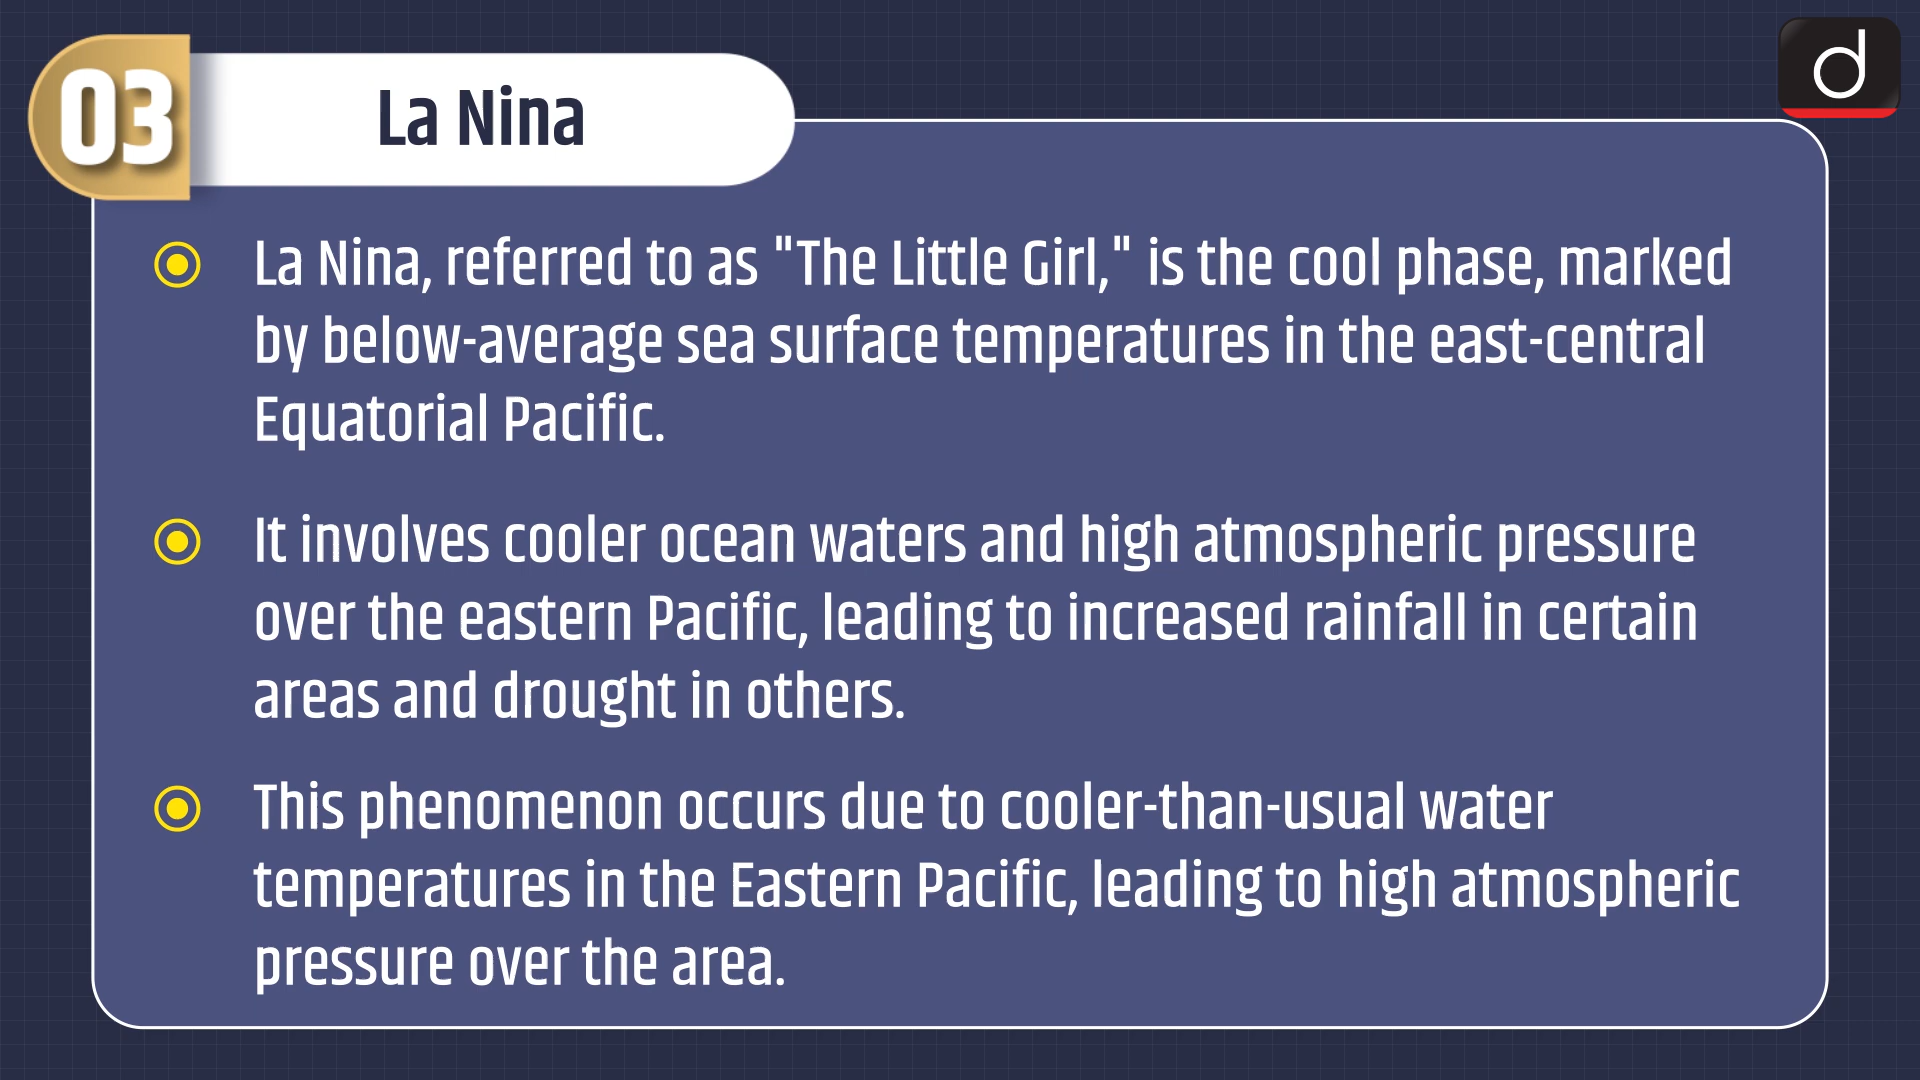 03
La Nina
d
La Nina, referred to as "The Little Girl," is the cool phase, marked
by below-average sea surface temperatures in the east-central
Equatorial Pacific.
It involves cooler ocean waters and high atmospheric pressure
over the eastern Pacific, leading to increased rainfall in certain
areas and drought in others.
This phenomenon occurs due to cooler-than-usual water
temperatures in the Eastern Pacific, leading to high atmospheric
pressure over the area.